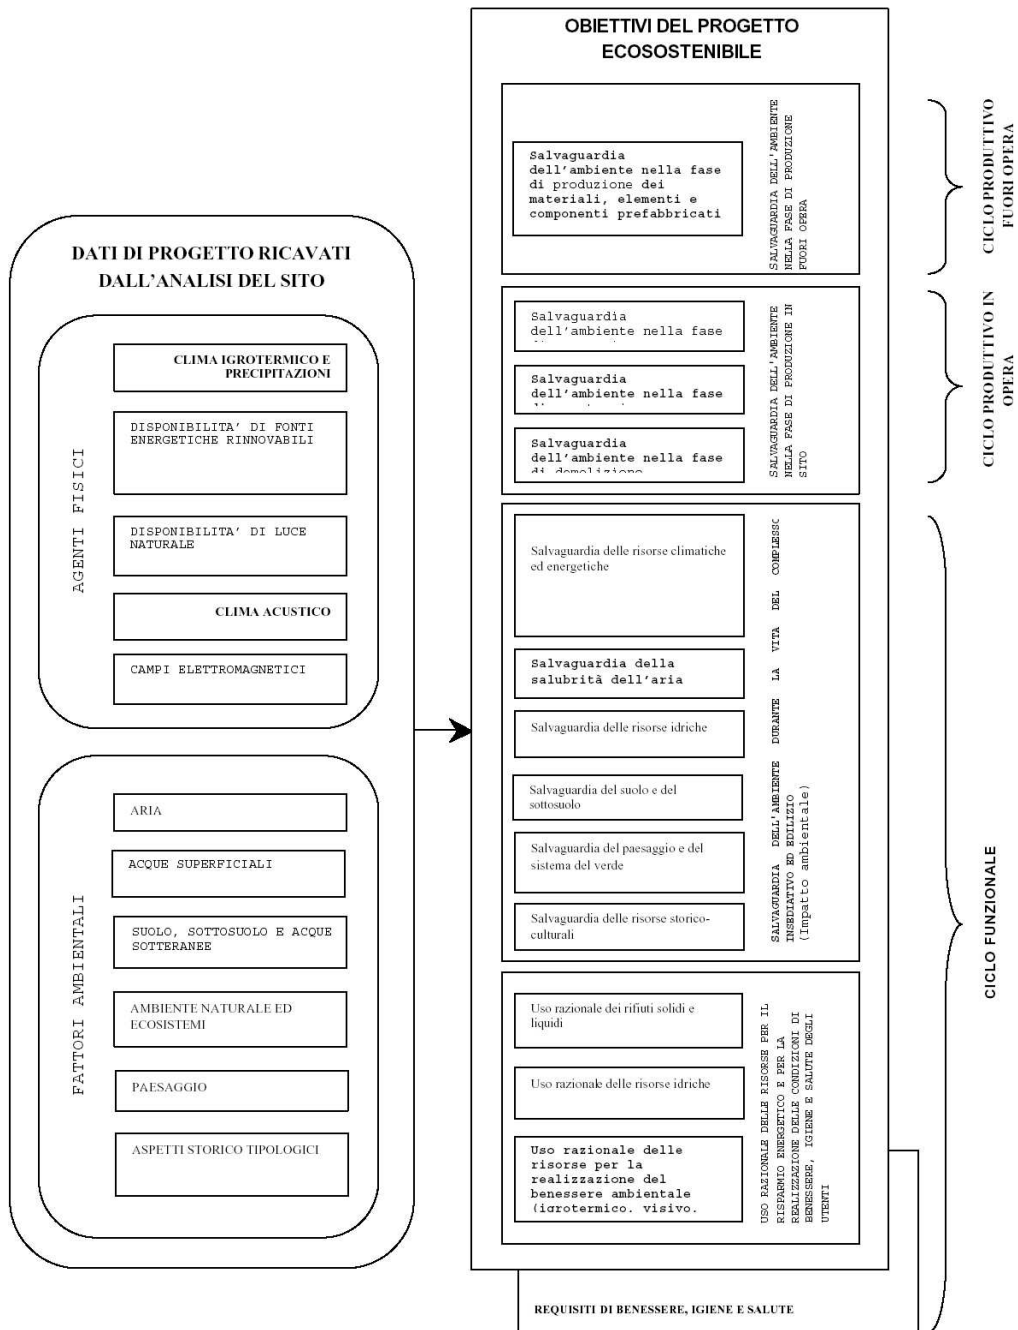 OBIETTIVI DEL PROGETTO
ECOSOSTENIBILE
Salvaguardia
dell'ambiente nella fase
di produzione dei
materiali, elementi e
componenti prefabbricati
SALVAGUARDIA DELL'AMBIENTE
NELLA FASE DI PRODUZIONE
FUORI OPERA
CICLO PRODUTTIVO
FUORI OPERA
Salvaguardia
dell'ambiente nella fase
Salvaguardia
dell'ambiente nella fase
Salvaguardia
dell'ambiente nella fase
di demolizione
SALVAGUARDIA DELL'AMBIENTE
NELLA FASE DI PRODUZIONE IN
SITO
CICLO PRODUTTIVO IN
OPERA
DATI DI PROGETTO RICAVATI
DALL'ANALISI DEL SITO
AGENTI FISICI
CLIMA IGROTERMICO E
PRECIPITAZIONI
DISPONIBILITA' DI FONTI
ENERGETICHE RINNOVABILI
DISPONIBILITA' DI LUCE
NATURALE
CLIMA ACUSTICO
CAMPI ELETTROMAGNETICI
FATTORI AMBIENTALI
ARIA
ACQUE SUPERFICIALI
SUOLO, SOTTOSUOLO E ACQUE
SOTTERANEE
AMBIENTE NATURALE ED
ECOSISTEMI
PAESAGGIO
ASPETTI STORICO TIPOLOGICI
Salvaguardia delle risorse climatiche
ed energetiche
Salvaguardia della
salubrità dell'aria
Salvaguardia delle risorse idriche
Salvaguardia del suolo e del
sottosuolo
Salvaguardia del paesaggio e del
sistema del verde
Salvaguardia delle risorse storico-
culturali
SALVAGUARDIA DELL'AMBIENTE DURANTE LA VITA DEL COMPLESSO
INSEDIATIVO ED EDILIZIO
(Impatto ambientale)
CICLO FUNZIONALE
Uso razionale dei rifiuti solidi e
liquidi
Uso razionale delle risorse idriche
Uso razionale delle
risorse per la
realizzazione del
benessere ambientale
(igrotermico, visivo,
USO RAZIONALE DELLE RISORSE PER IL
RISPARMIO ENERGETICO E PER LA
REALIZZAZIONE DELLE CONDIZIONI DI
BENESSERE, IGIENE E SALUTE DEGLI
UTENTI
REQUISITI DI BENESSERE, IGIENE E SALUTE